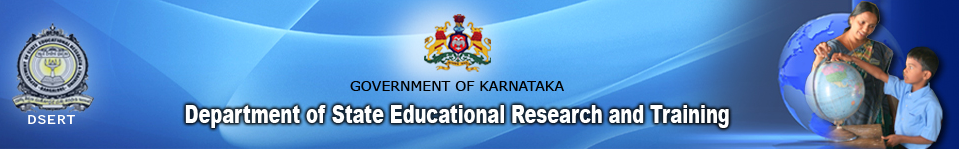 GOVERNMENT OF KARNATAKA
Department of State Educational Research and Training
DSERT